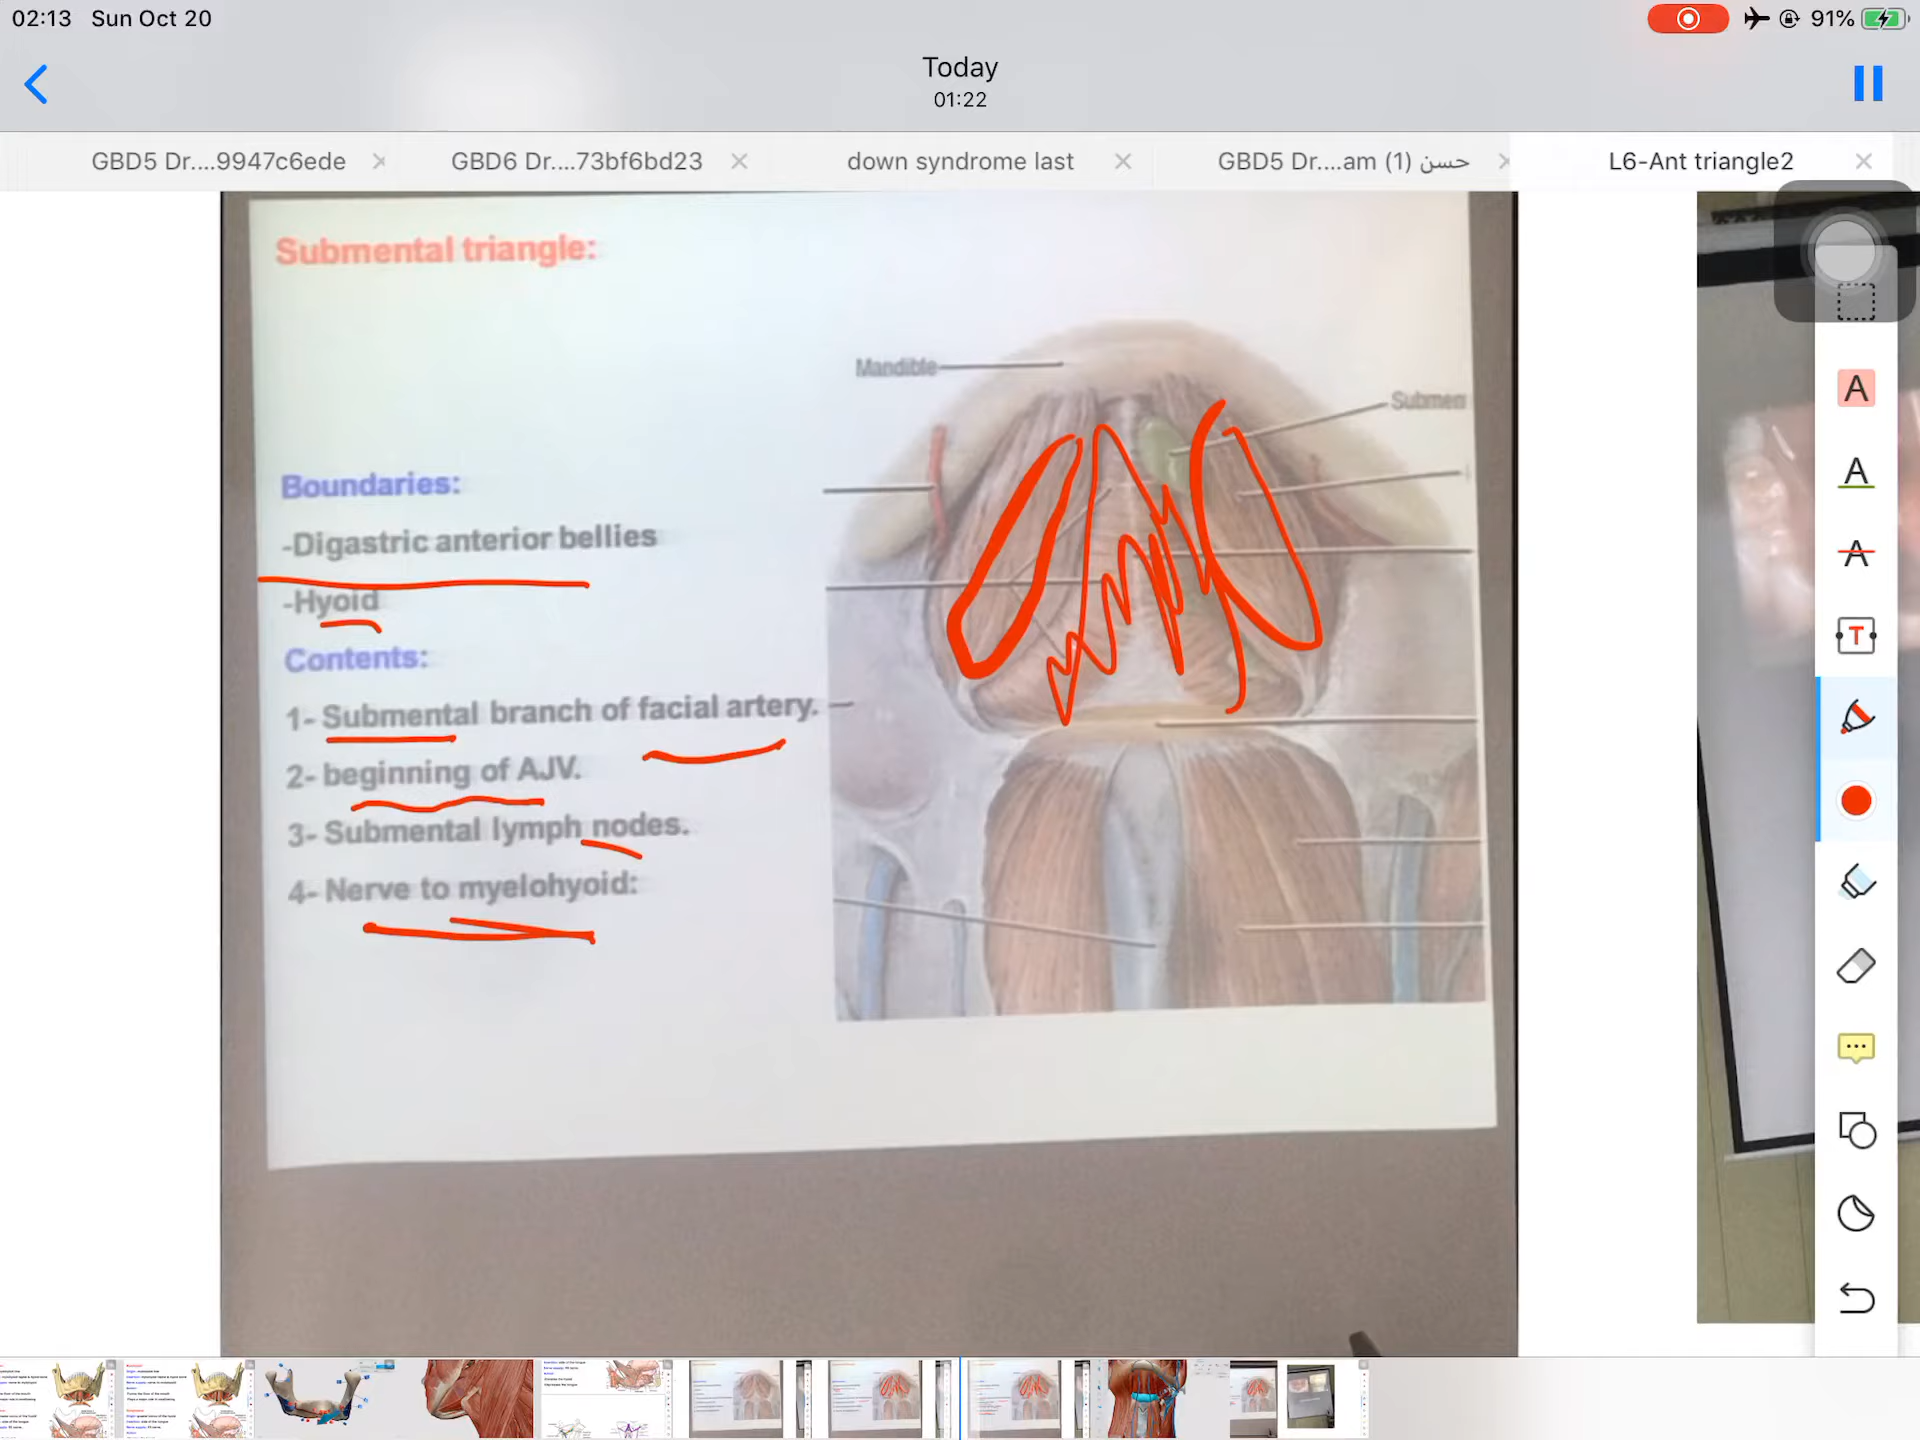 02:13 Sun Oct 20
91%
Today
01:22
GBD5 Dr....9947c6ede
GBD6 Dr....73bf6bd23
down syndrome last
GBD5 Dr....am (1) حسن
L6-Ant triangle2
Submental triangle:
Mandible
Submen
Boundaries:
-Digastric anterior bellies
-Hyoid
Contents:
1- Submental branch of facial artery.
2- beginning of AJV.
3- Submental lymph nodes.
4- Nerve to myelohyoid:
A
A
A
T